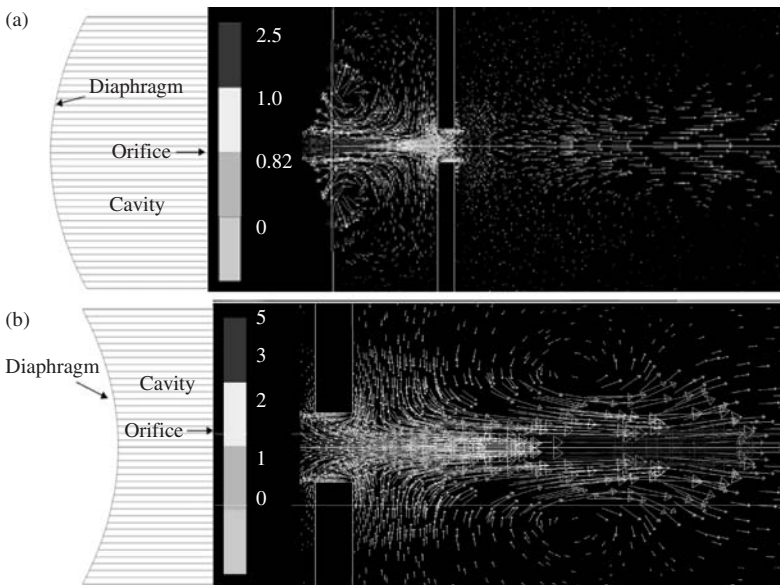 (a)
Diaphragm
Orifice
Cavity
2.5
1.0
0.82
0
(b)
Diaphragm
Cavity
Orifice
5
3
2
1
0